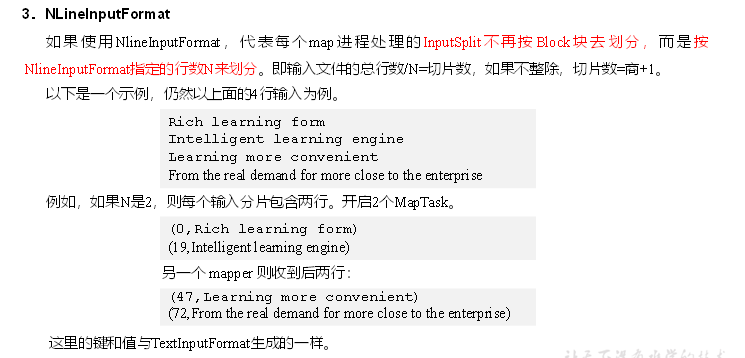 3．NLineInputFormat
如果使用NlineInputFormat，代表每个map进程处理的InputSplit不再按Block块去划分，而是按
NlineInputFormat指定的行数N来划分。即输入文件的总行数/N=切片数，如果不整除，切片数=商+1。
以下是一个示例，仍然以上面的4行输入为例。
Rich learning form
Intelligent learning engine
Learning more convenient
From the real demand for more close to the enterprise
例如，如果N是2，则每个输入分片包含两行。开启2个MapTask。
(0,Rich learning form)
(19,Intelligent learning engine)
另一个 mapper 则收到后两行：
(47,Learning more convenient)
(72,From the real demand for more close to the enterprise)
这里的键和值与TextInputFormat生成的一样。